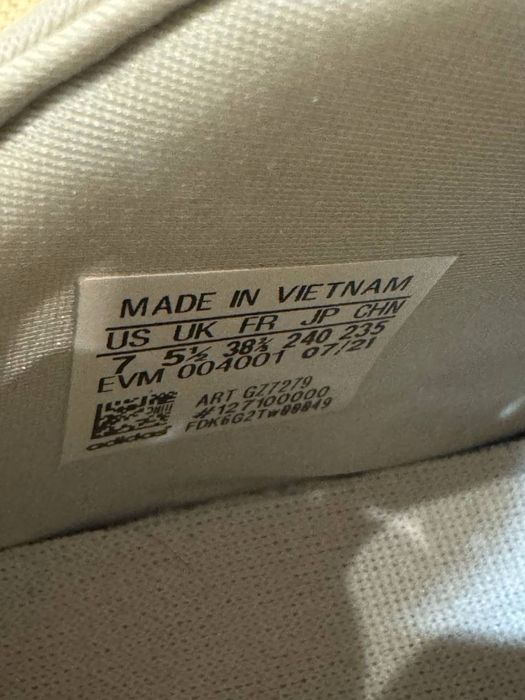 MADE IN VIETNAM
US UK FR JP CHN
7 5½ 38⅔ 240 235
EVM 004001 07/21
ART GZ7279
#127100000
adidas